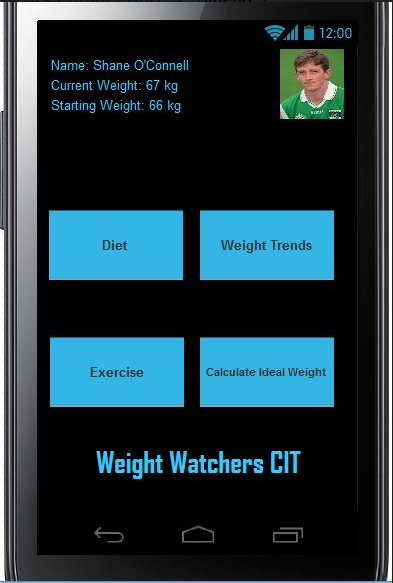 12:00
Name: Shane O'Connell
Current Weight: 67 kg
Starting Weight: 66 kg
Diet
Weight Trends
Exercise
Calculate Ideal Weight
Weight Watchers CIT